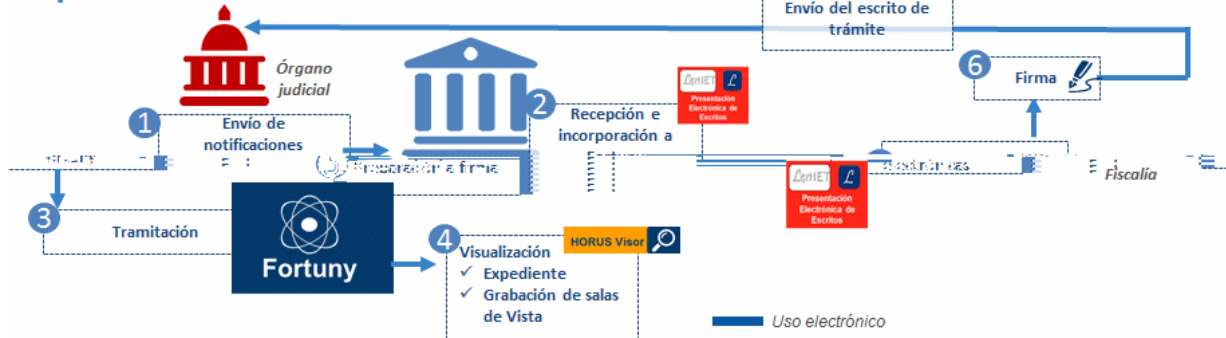 Envío del escrito de
trámite
Órgano
judicial
6
Firma
LexNET L
Presentación
Electrónica de
Escritos
2
Recepción e
incorporación a
1
Envío de
notificaciones
LexNET L
Presentación
Electrónica de
Escritos
Fiscalía
3
Tramitación
Fortuny
4
HORUS Visor
Visualización
✓ Expediente
✓ Grabación de salas
de Vista
Uso electrónico